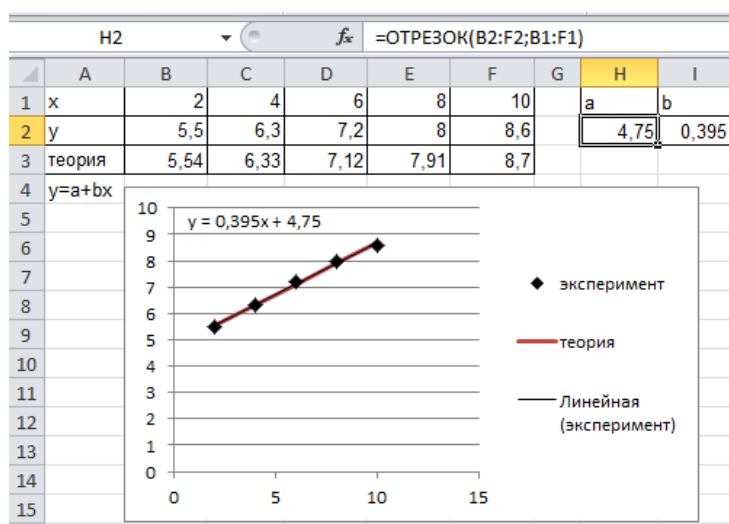 H2 fx =ОТРЕЗОК(B2:F2;B1:F1)
A B C D E F G H I
1 x 2 4 6 8 10 a b
2 y 5,5 6,3 7,2 8 8,6 4,75 0,395
3 теория 5,54 6,33 7,12 7,91 8,7
4 y=a+bx
5
6
7
8
9
10
11
12
13
14
15
y = 0,395x + 4,75
10
9
8
7
6
5
4
3
2
1
0
0 5 10 15
эксперимент
теория
Линейная
(эксперимент)